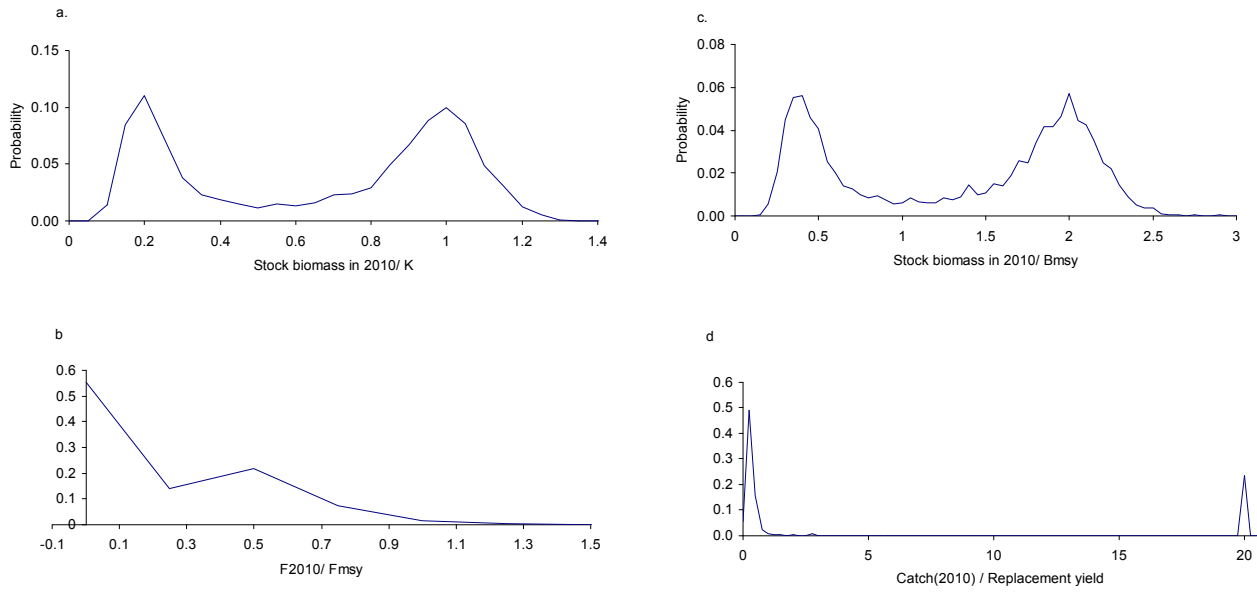 a.
0.15
0.10
0.05
0.00
Probability
0 0.2 0.4 0.6 0.8 1 1.2 1.4
Stock biomass in 2010/ K
c.
0.08
0.06
0.04
0.02
0.00
Probability
0 0.5 1 1.5 2 2.5 3
Stock biomass in 2010/ Bmsy
b
0.6
0.5
0.4
0.3
0.2
0.1
0
-0.1 0.1 0.3 0.5 0.7 0.9 1.1 1.3 1.5
F2010/ Fmsy
d
0.6
0.5
0.4
0.3
0.2
0.1
0.0
0 5 10 15 20
Catch(2010) / Replacement yield